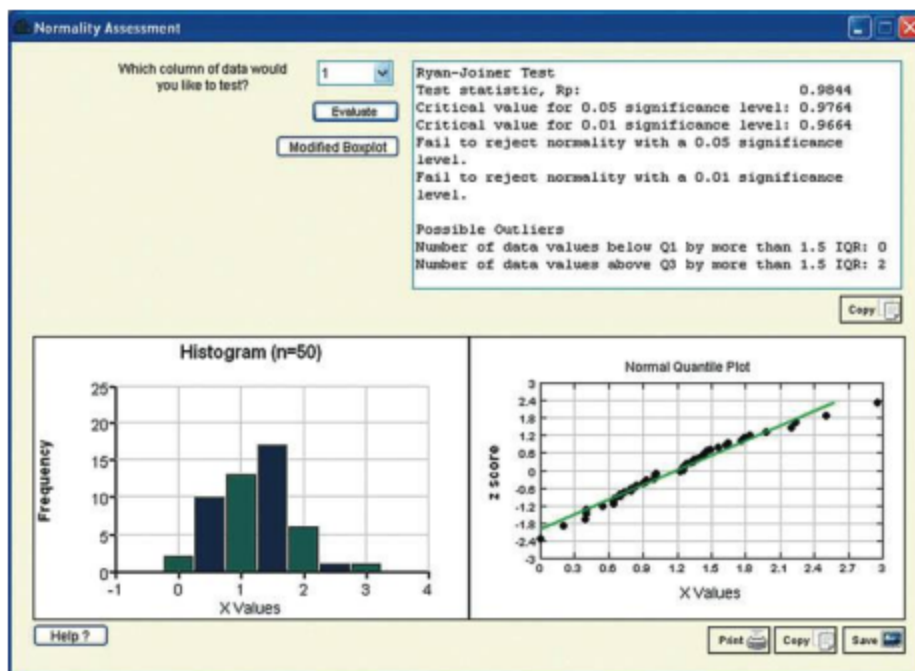 Normality Assessment
Which column of data would
you like to test?
1
Evaluate
Modified Boxplot
Ryan-Joiner Test
Test statistic, Rp: 0.9844
Critical value for 0.05 significance level: 0.9764
Critical value for 0.01 significance level: 0.9664
Fail to reject normality with a 0.05 significance
level.
Fail to reject normality with a 0.01 significance
level.
Possible Outliers
Number of data values below Q1 by more than 1.5 IQR: 0
Number of data values above Q3 by more than 1.5 IQR: 2
Copy
Histogram (n=50)
Frequency
25
20
15
10
5
0
-1 0 1 2 3 4
X Values
Normal Quantile Plot
z score
3
2.4
1.8
1.2
0.6
0
-0.6
-1.2
-1.8
-2.4
-3
0 0.3 0.6 0.9 1.2 1.5 1.8 2.1 2.4 2.7 3
X Values
Help ?
Print
Copy
Save